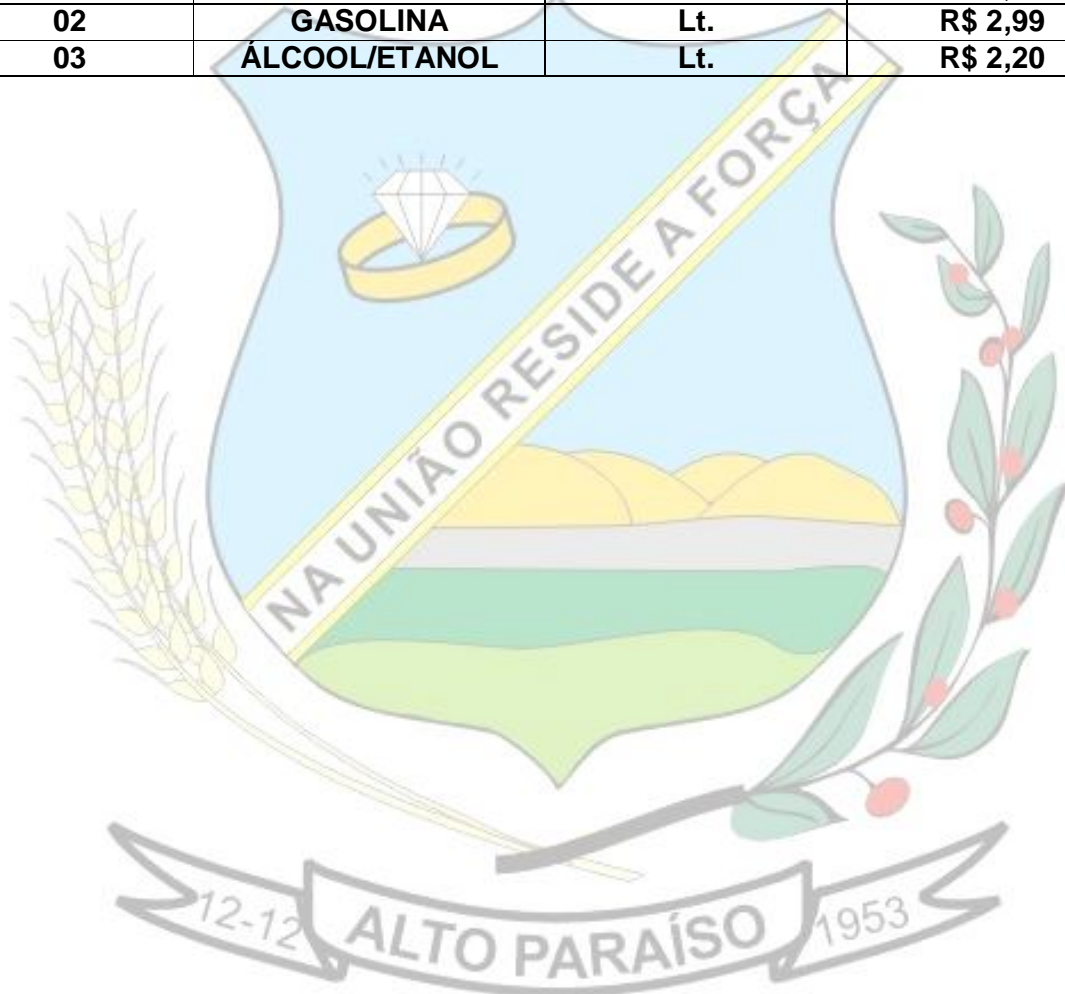 02 GASOLINA Lt. R$ 2,99
03 ÁLCOOL/ETANOL Lt. R$ 2,20
NA UNIÃO RESIDE A FORÇA
12-12 ALTO PARAÍSO 1953